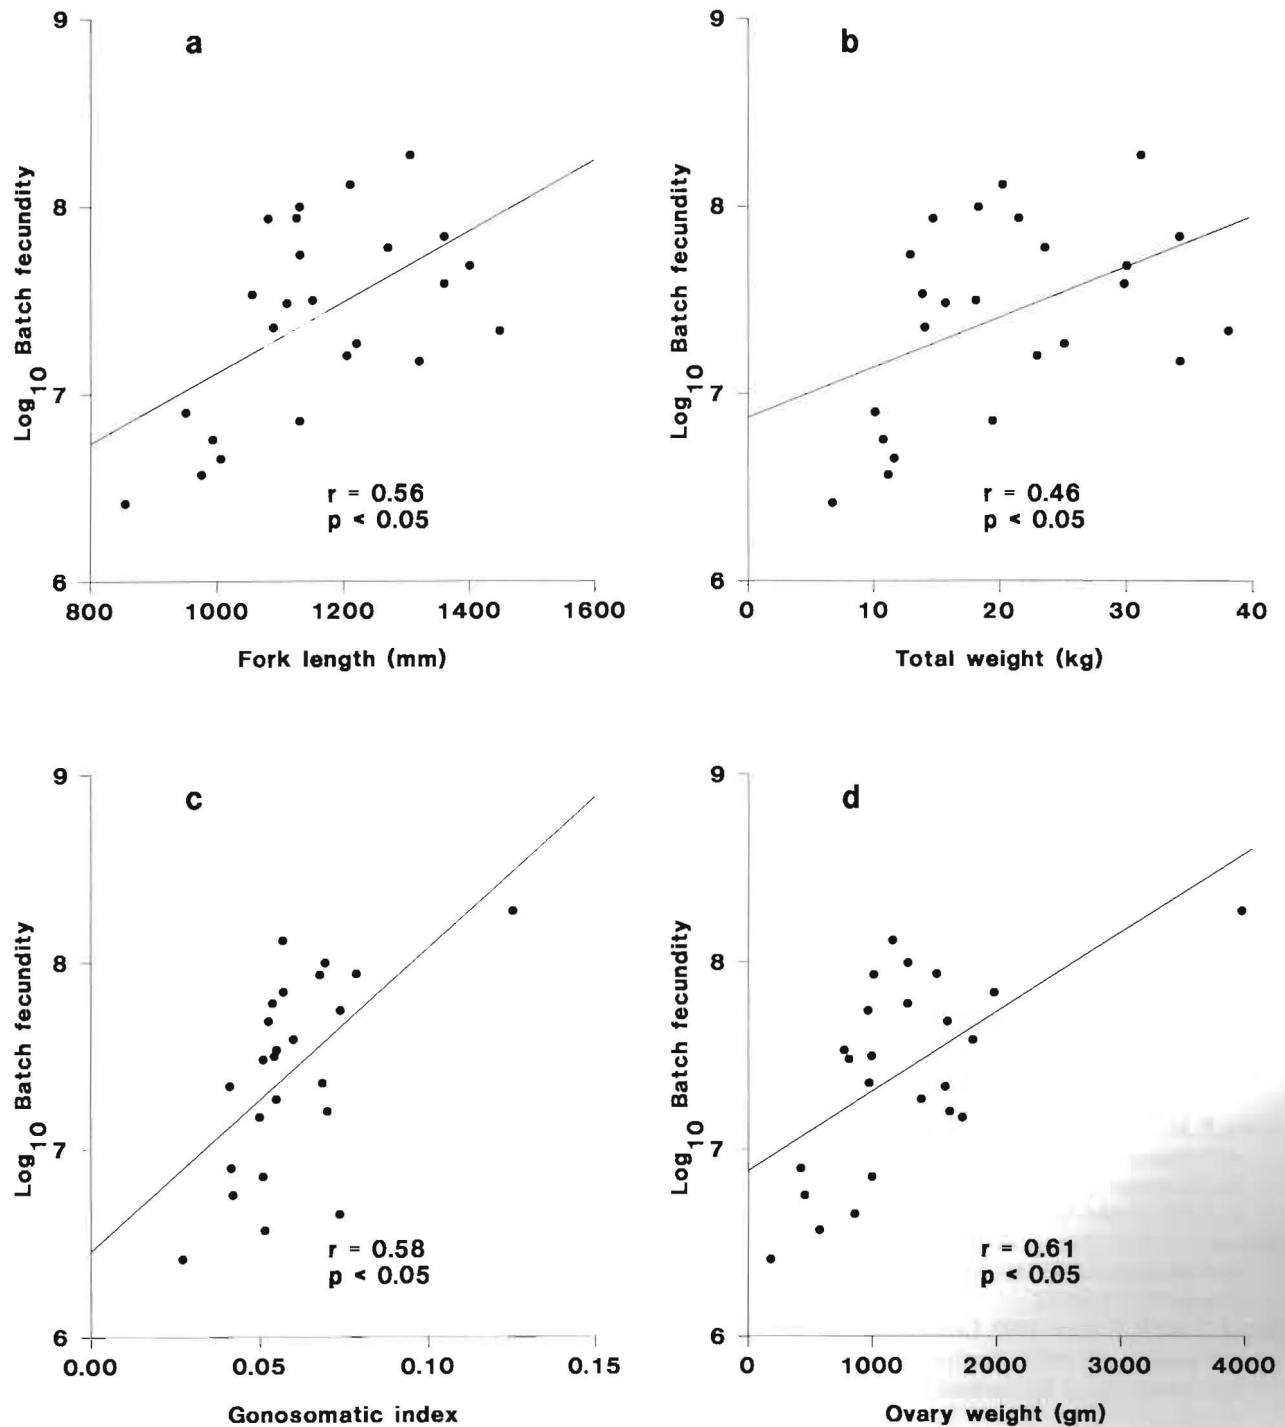 a
9
8
7
6
Log10 Batch fecundity
r = 0.56
p < 0.05
800 1000 1200 1400 1600
Fork length (mm)
b
9
8
7
6
Log10 Batch fecundity
r = 0.46
p < 0.05
0 10 20 30 40
Total weight (kg)
c
9
8
7
6
Log10 Batch fecundity
r = 0.58
p < 0.05
0.00 0.05 0.10 0.15
Gonosomatic index
d
9
8
7
6
Log10 Batch fecundity
r = 0.61
p < 0.05
0 1000 2000 3000 4000
Ovary weight (gm)